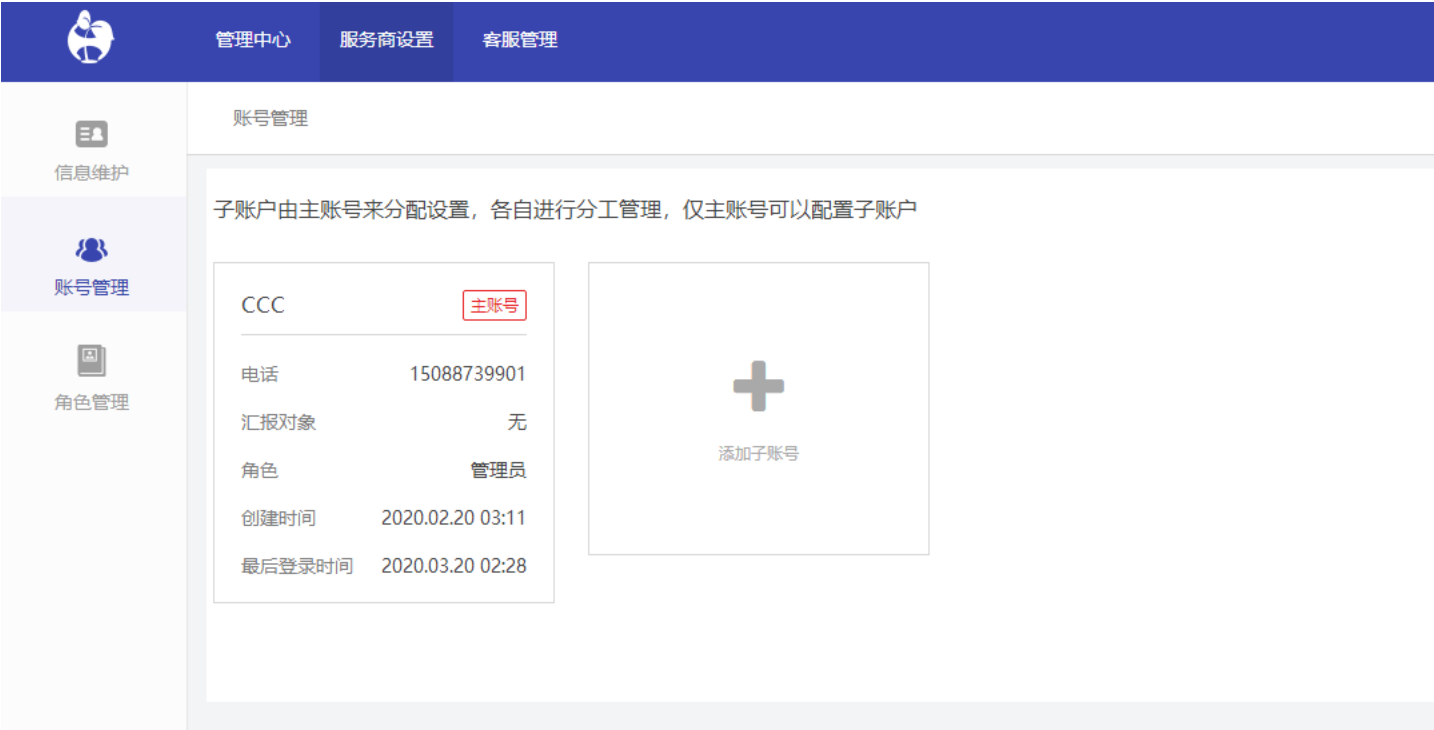 管理中心 服务商设置 客服管理
账号管理
信息维护
账号管理
角色管理
子账户由主账号来分配设置，各自进行分工管理，仅主账号可以配置子账户
CCC 主账号
电话 15088739901
汇报对象 无
角色 管理员
创建时间 2020.02.20 03:11
最后登录时间 2020.03.20 02:28
添加子账号